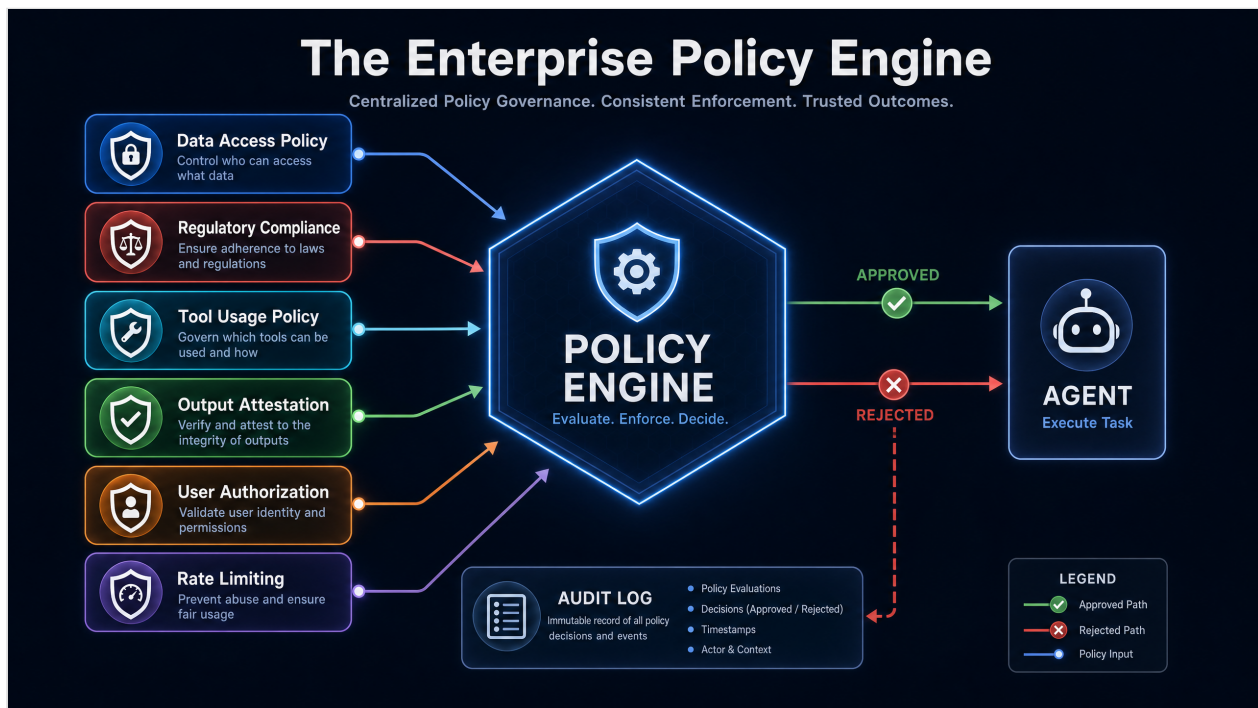 The Enterprise Policy Engine
Centralized Policy Governance. Consistent Enforcement. Trusted Outcomes.
Data Access Policy
Control who can access
what data
Regulatory Compliance
Ensure adherence to laws
and regulations
Tool Usage Policy
Govern which tools can be
used and how
Output Attestation
Verify and attest to the
integrity of outputs
User Authorization
Validate user identity and
permissions
Rate Limiting
Prevent abuse and ensure
fair usage
POLICY
ENGINE
Evaluate. Enforce. Decide.
APPROVED
REJECTED
AGENT
Execute Task
AUDIT LOG
Immutable record of all policy
decisions and events
Policy Evaluations
Decisions (Approved / Rejected)
Timestamps
Actor & Context
LEGEND
Approved Path
Rejected Path
Policy Input